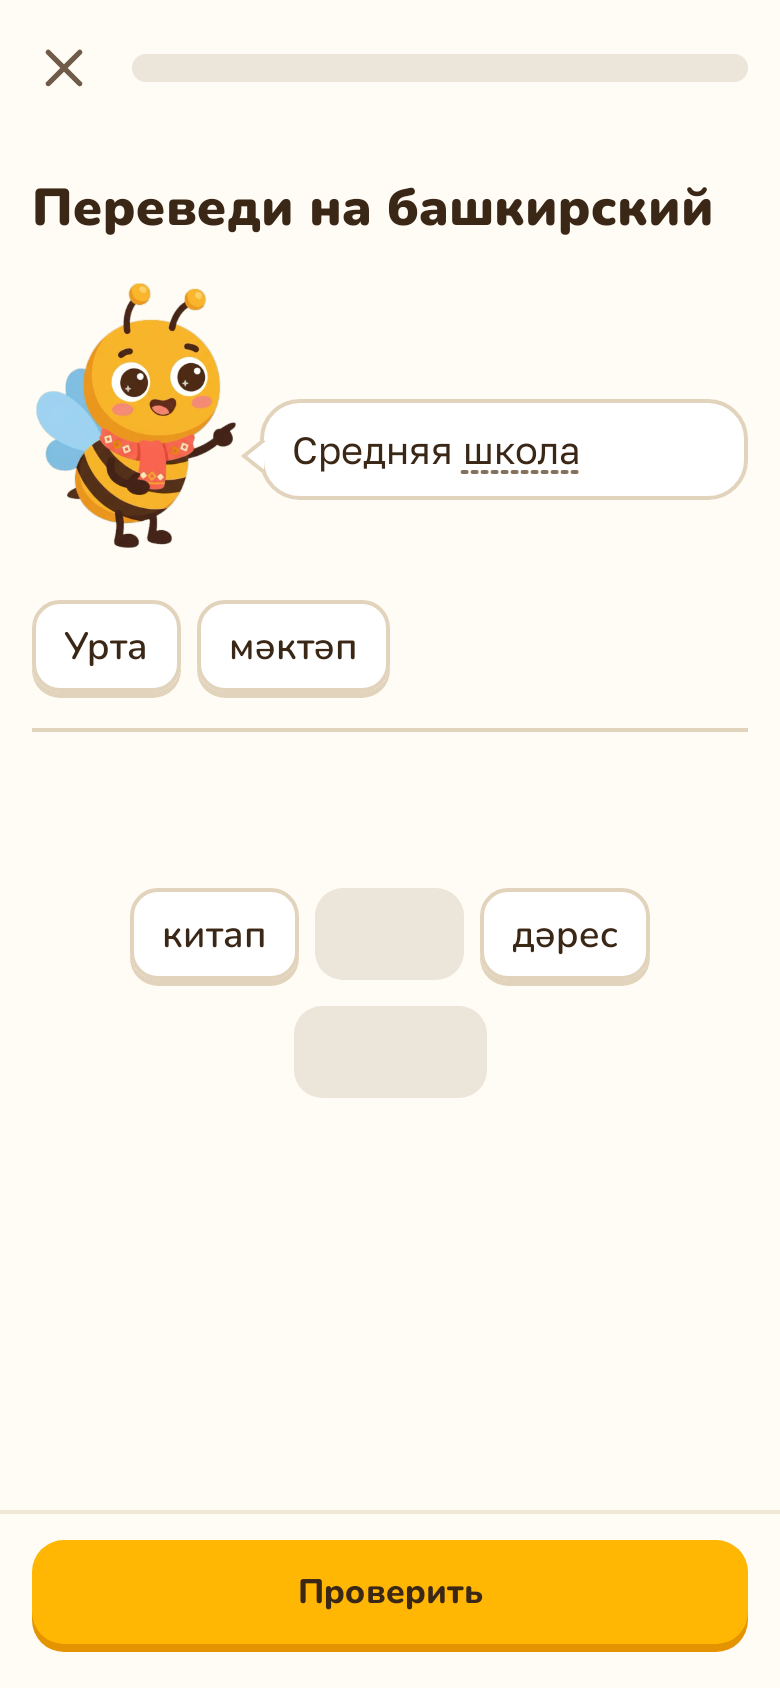 Переведи на башкирский
Средняя школа
Урта мәктәп
китап дәрес
Проверить